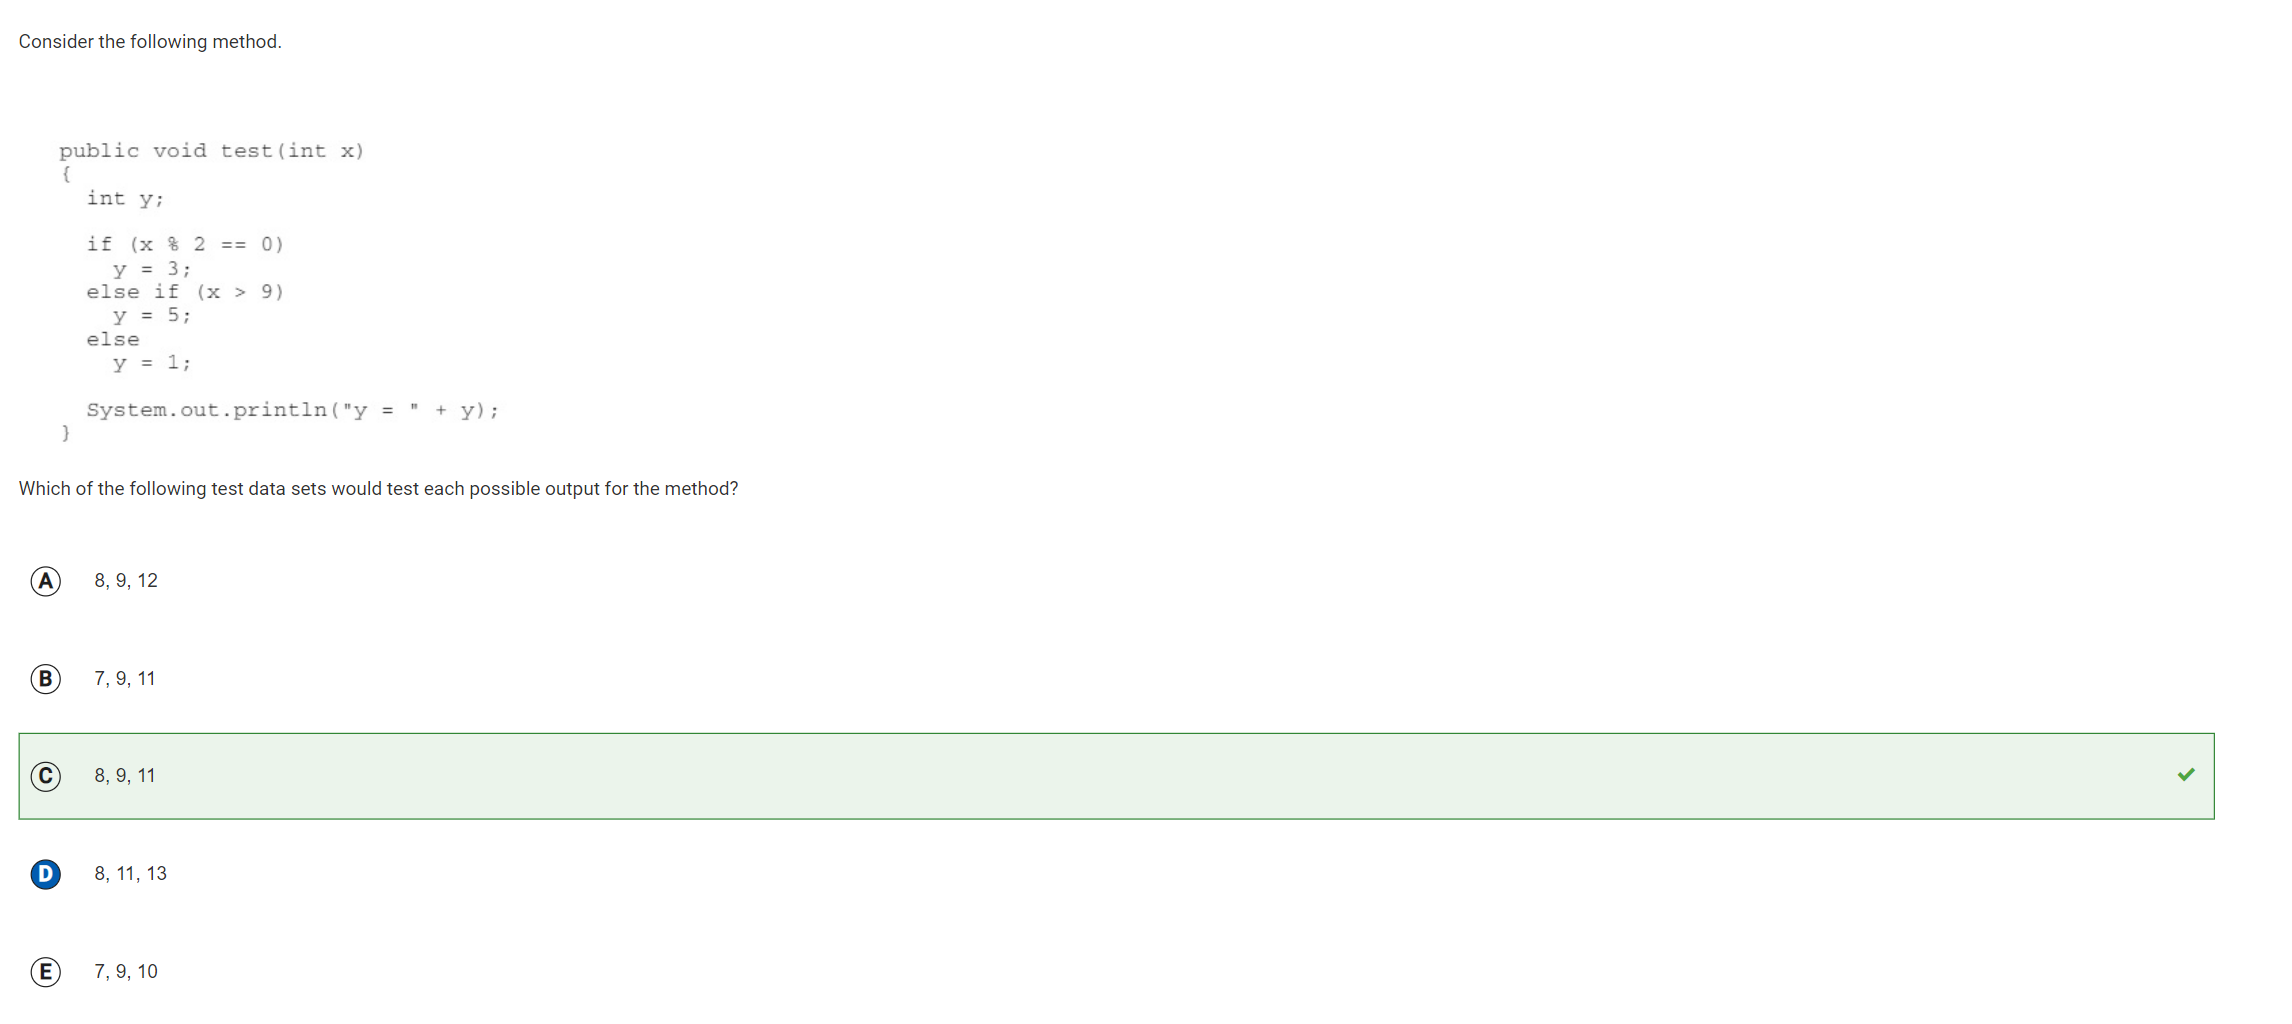 Consider the following method.
public void test(int x)
{
int y;
if (x % 2 == 0)
y = 3;
else if (x > 9)
y = 5;
else
y = 1;
System.out.println("y = " + y);
}
Which of the following test data sets would test each possible output for the method?
A 8, 9, 12
B 7, 9, 11
C 8, 9, 11
D 8, 11, 13
E 7, 9, 10